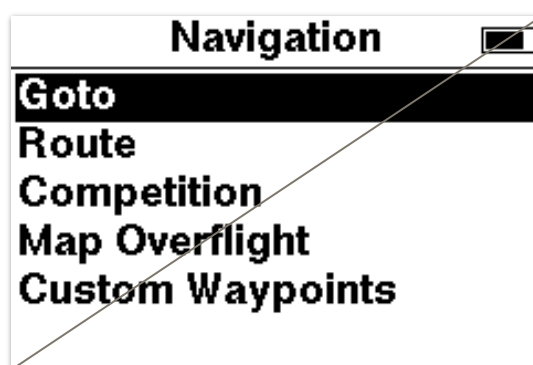 Navigation
Goto
Route
Competition
Map Overflight
Custom Waypoints